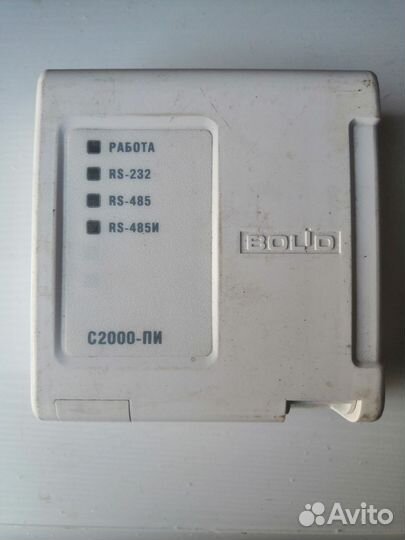 РАБОТА
RS-232
RS-485
RS-485И
BOLID
С2000-ПИ
Avito